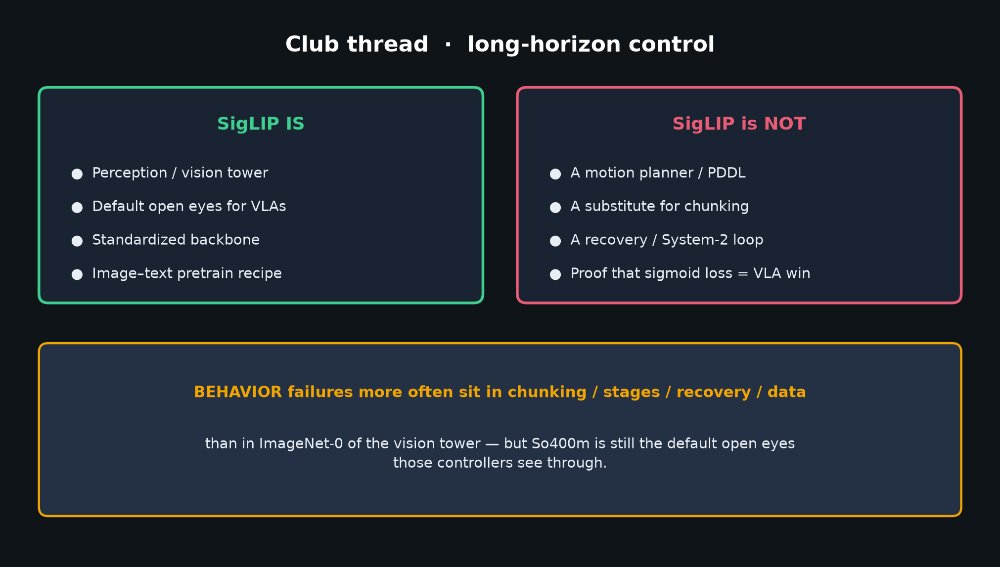 Club thread · long-horizon control
SigLIP IS
● Perception / vision tower
● Default open eyes for VLAs
● Standardized backbone
● Image–text pretrain recipe
SigLIP is NOT
● A motion planner / PDDL
● A substitute for chunking
● A recovery / System-2 loop
● Proof that sigmoid loss = VLA win
BEHAVIOR failures more often sit in chunking / stages / recovery / data
than in ImageNet-0 of the vision tower — but So400m is still the default open eyes
those controllers see through.